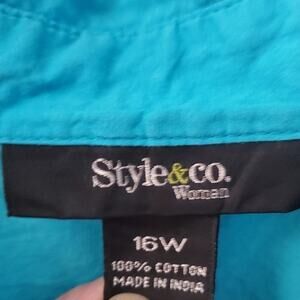 Style&co.
Woman
16W
100% COTTON
MADE IN INDIA